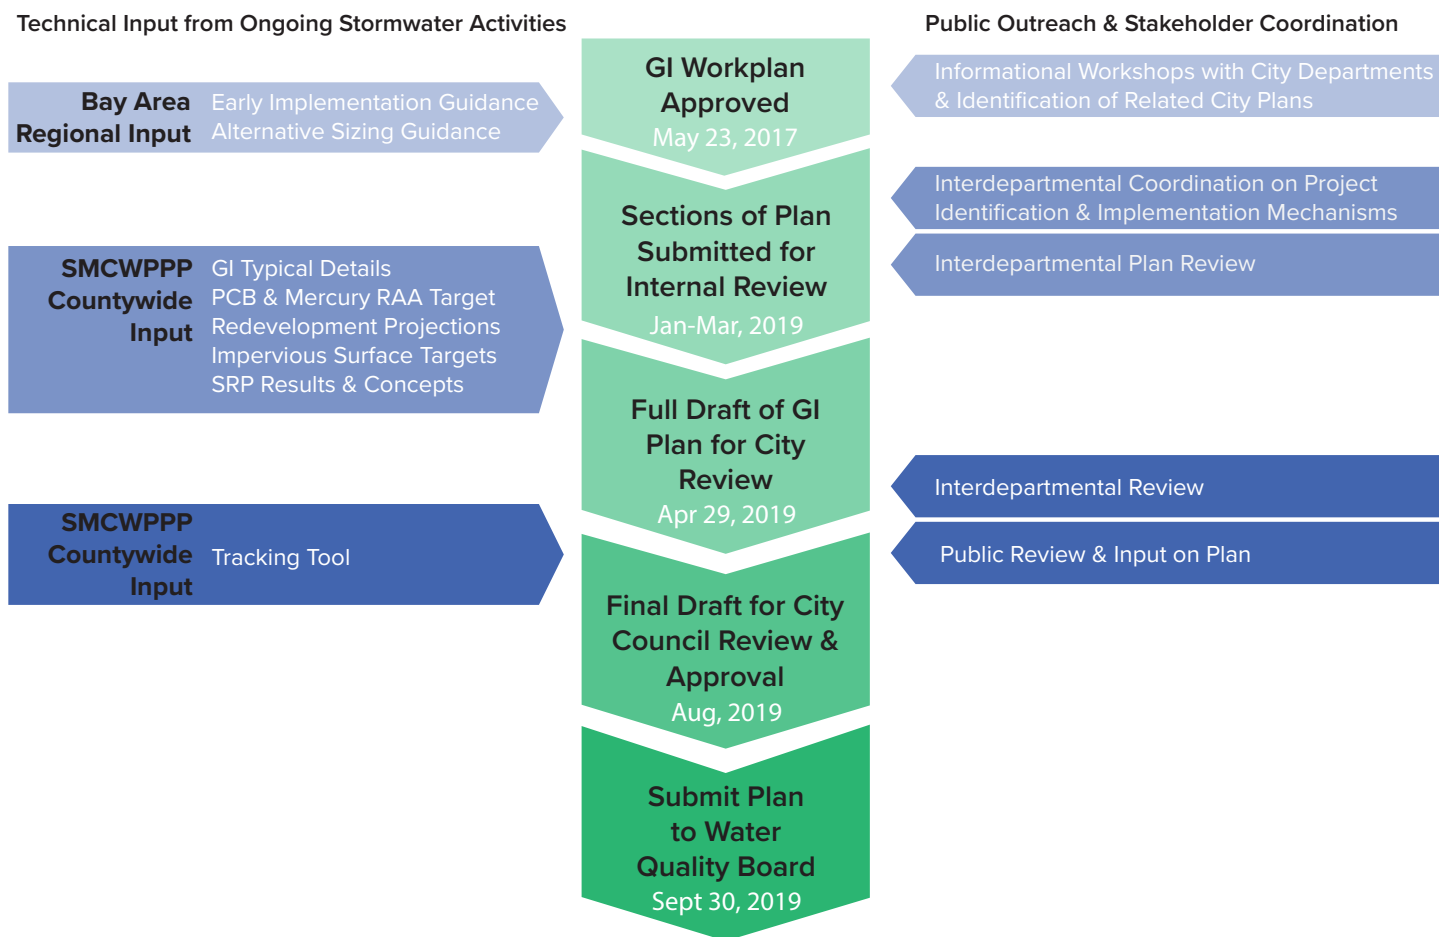 Technical Input from Ongoing Stormwater Activities
Public Outreach & Stakeholder Coordination
Bay Area
Regional Input
Early Implementation Guidance
Alternative Sizing Guidance
GI Workplan
Approved
May 23, 2017
Informational Workshops with City Departments
& Identification of Related City Plans
Interdepartmental Coordination on Project
Identification & Implementation Mechanisms
Sections of Plan
Submitted for
Internal Review
Jan-Mar, 2019
Interdepartmental Plan Review
SMCWPPP
Countywide
Input
GI Typical Details
PCB & Mercury RAA Target
Redevelopment Projections
Impervious Surface Targets
SRP Results & Concepts
Full Draft of GI
Plan for City
Review
Apr 29, 2019
Interdepartmental Review
SMCWPPP
Countywide
Input
Tracking Tool
Public Review & Input on Plan
Final Draft for City
Council Review &
Approval
Aug, 2019
Submit Plan
to Water
Quality Board
Sept 30, 2019